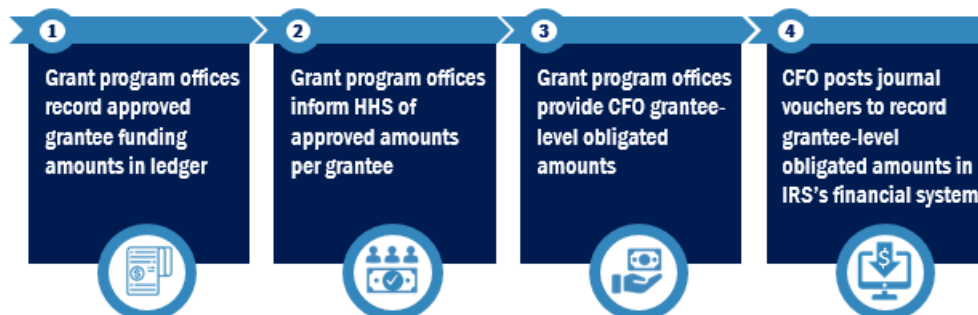 1
Grant program offices
record approved
grantee funding
amounts in ledger
2
Grant program offices
inform HHS of
approved amounts
per grantee
3
Grant program offices
provide CFO grantee-
level obligated
amounts
4
CFO posts journal
vouchers to record
grantee-level
obligated amounts in
IRS's financial system